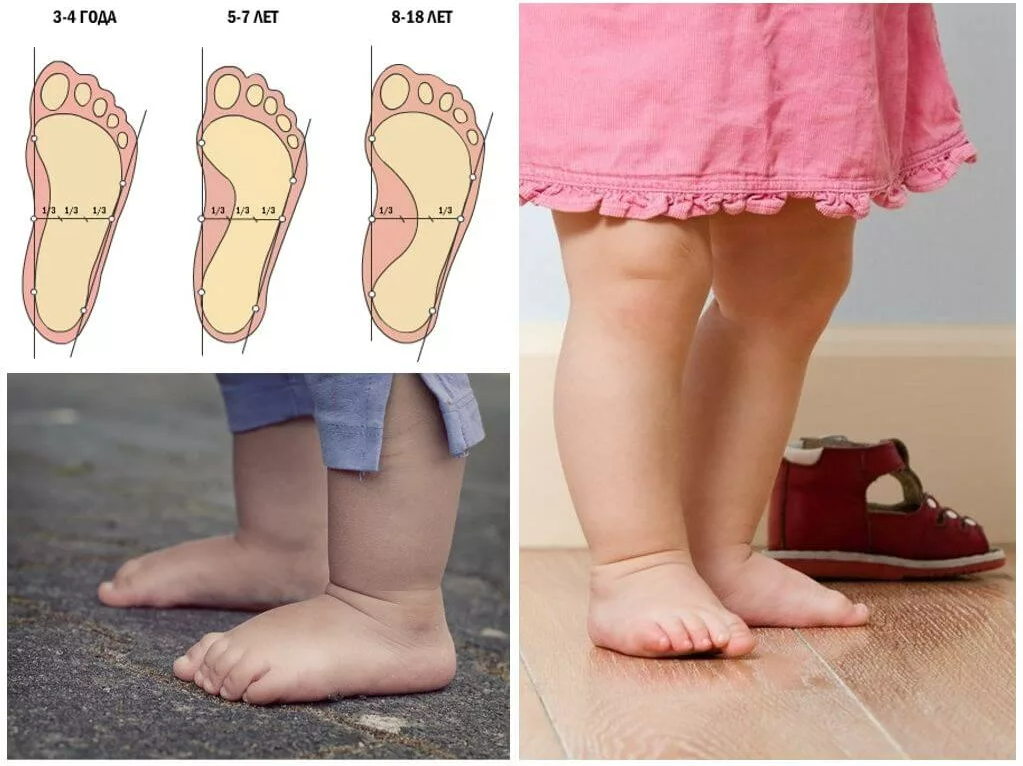 3-4 ГОДА
5-7 ЛЕТ
8-18 ЛЕТ
1/3 1/3 1/3
1/3 1/3 1/3
1/3 1/3